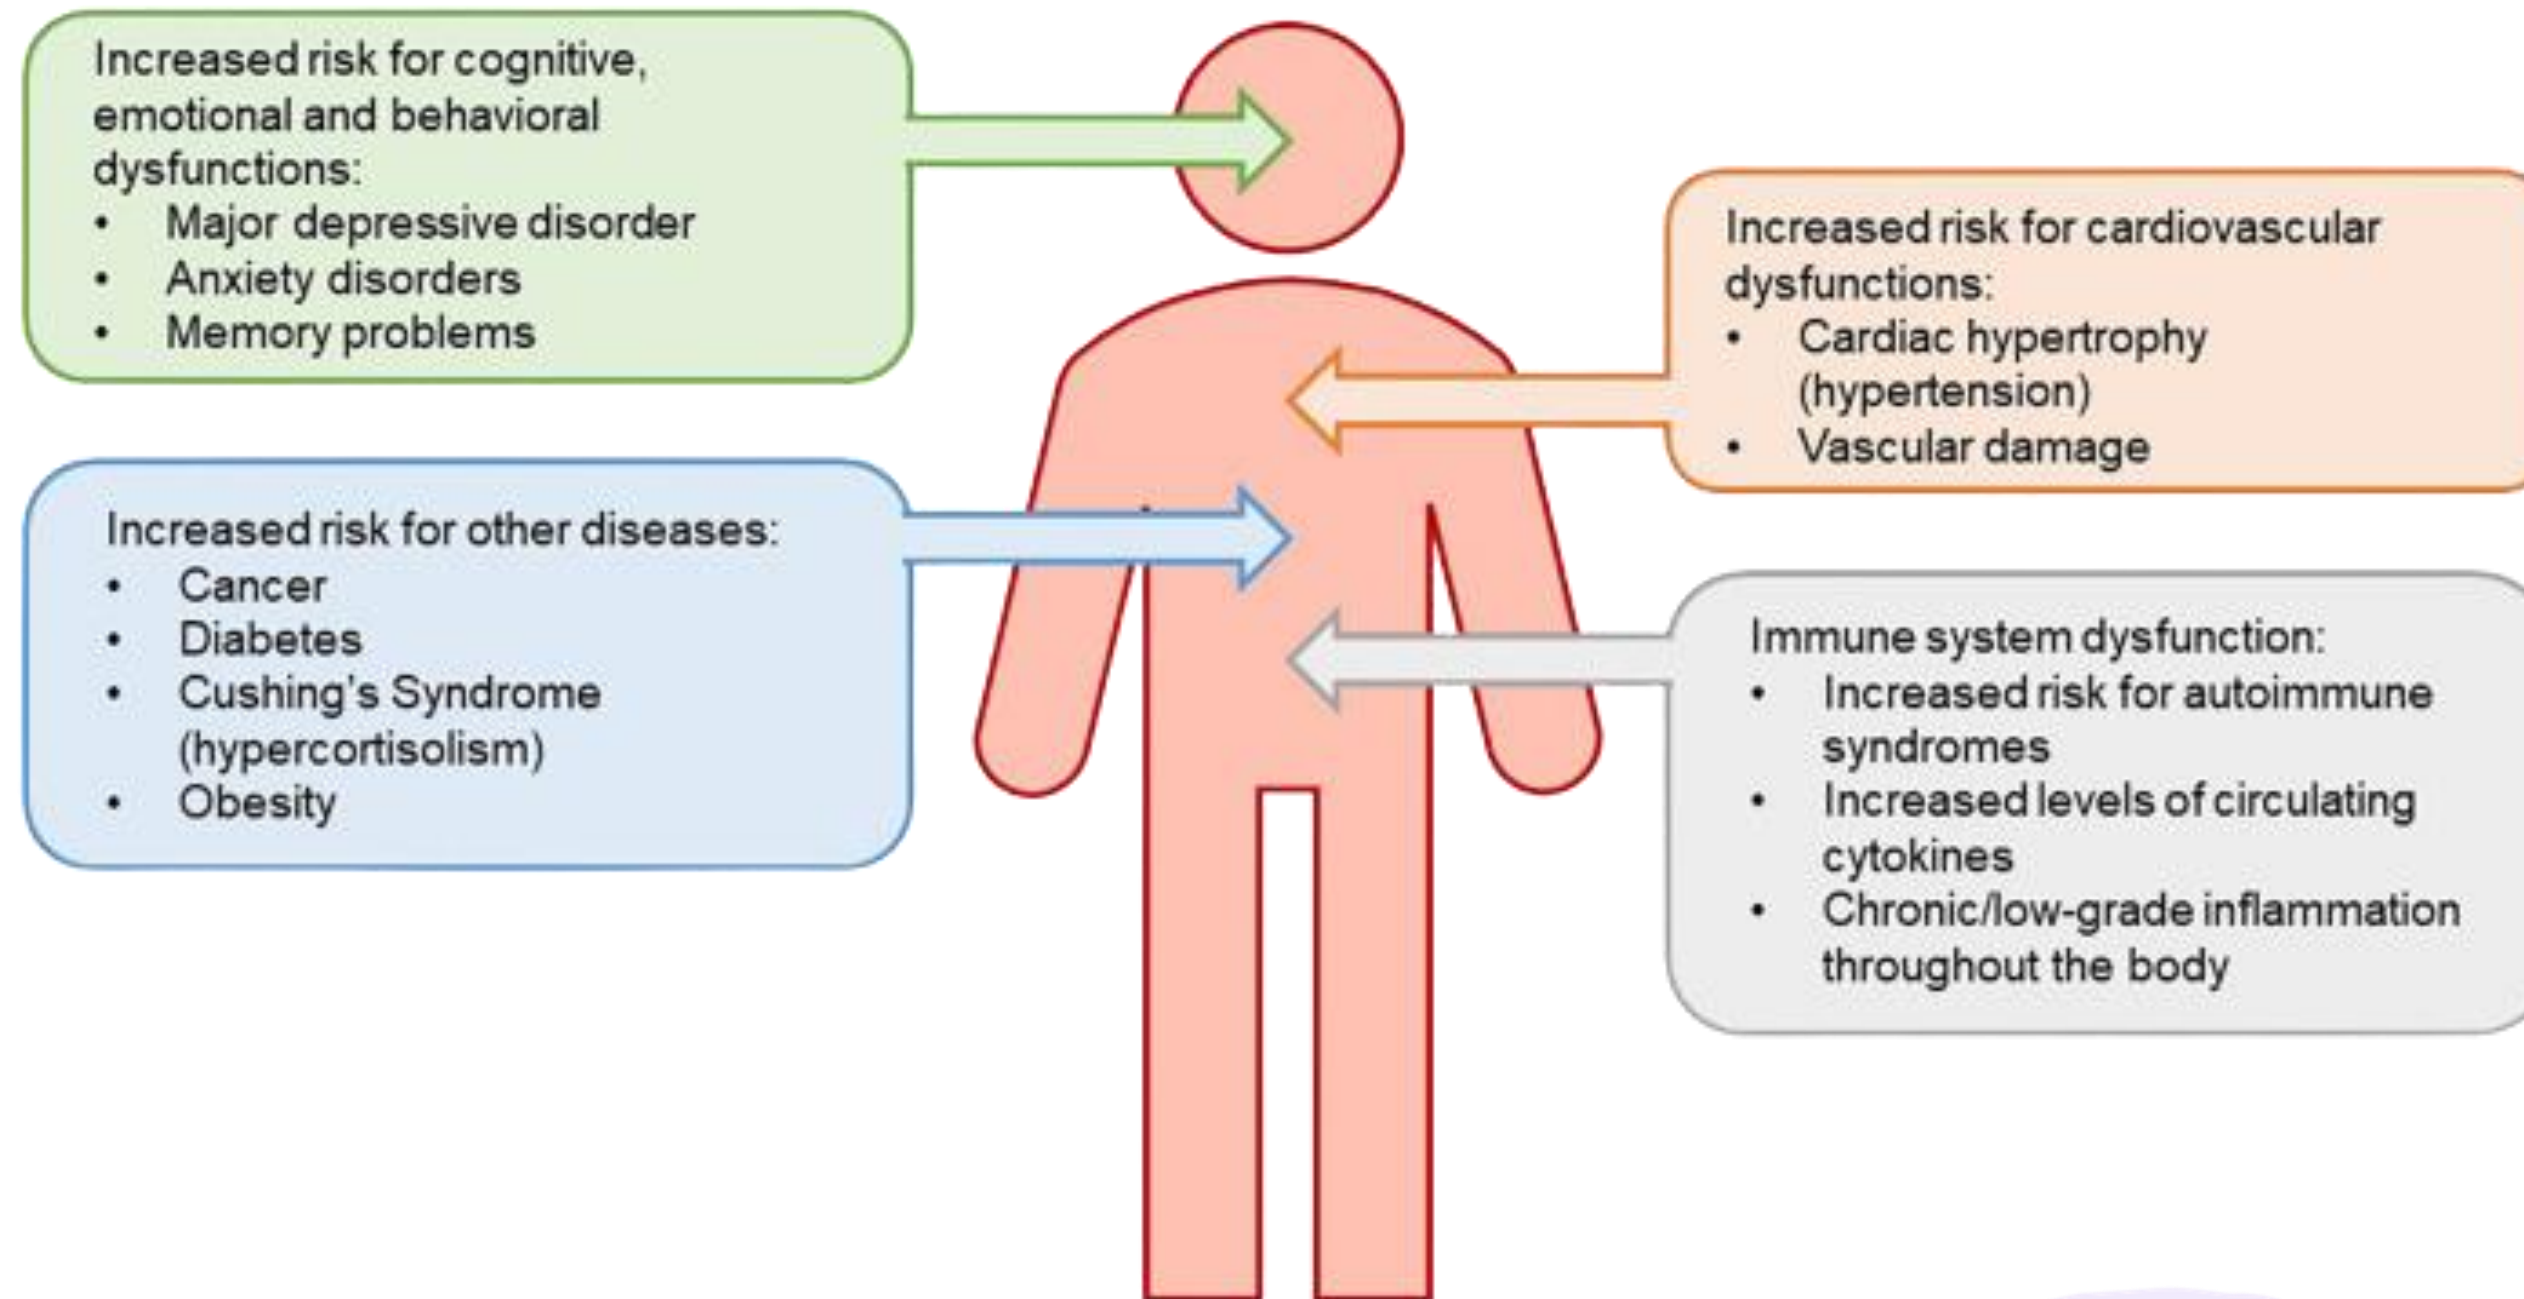 Increased risk for cognitive,
emotional and behavioral
dysfunctions:
• Major depressive disorder
• Anxiety disorders
• Memory problems
Increased risk for other diseases:
• Cancer
• Diabetes
• Cushing's Syndrome
(hypercortisolism)
• Obesity
Increased risk for cardiovascular
dysfunctions:
• Cardiac hypertrophy
(hypertension)
• Vascular damage
Immune system dysfunction:
• Increased risk for autoimmune
syndromes
• Increased levels of circulating
cytokines
• Chronic/low-grade inflammation
throughout the body